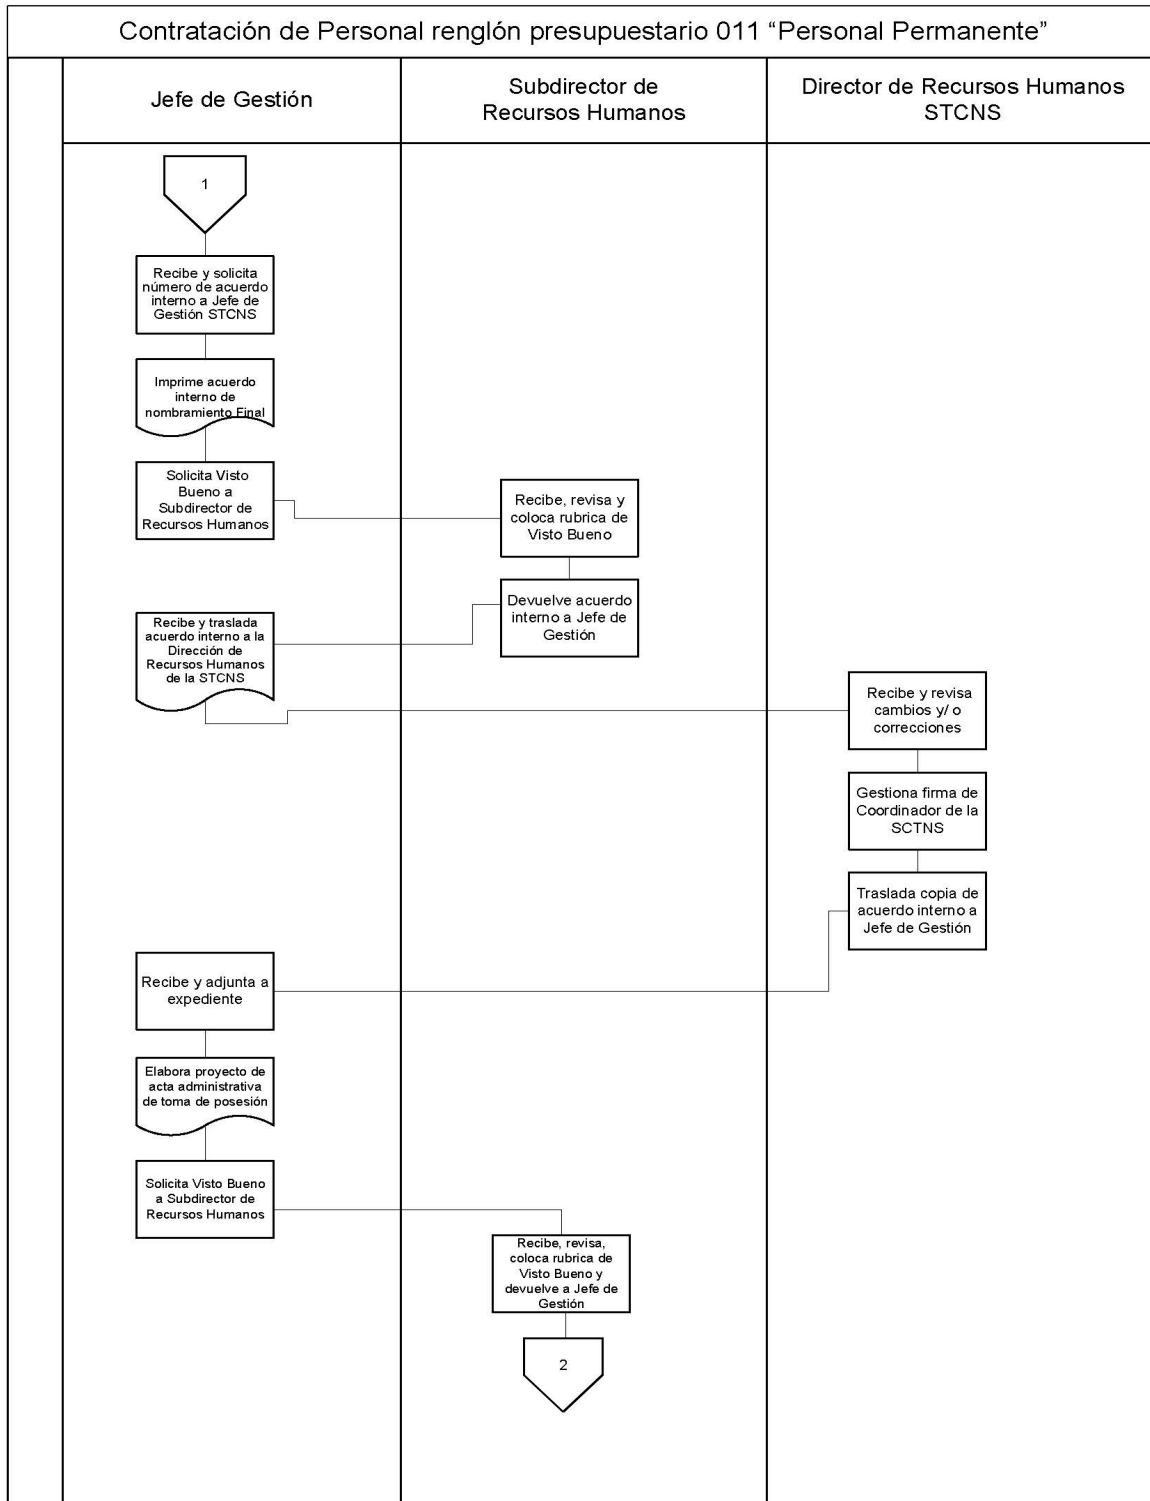 Contratación de Personal renglón presupuestario 011 “Personal Permanente”
Jefe de Gestión
Subdirector de
Recursos Humanos
Director de Recursos Humanos
STCNS
1
Recibe y solicita
número de acuerdo
interno a Jefe de
Gestión STCNS
Imprime acuerdo
interno de
nombramiento Final
Solicita Visto
Bueno a
Subdirector de
Recursos Humanos
Recibe, revisa y
coloca rubrica de
Visto Bueno
Devuelve acuerdo
interno a Jefe de
Gestión
Recibe y traslada
acuerdo interno a la
Dirección de
Recursos Humanos
de la STCNS
Recibe y revisa
cambios y/ o
correcciones
Gestiona firma de
Coordinador de la
SCTNS
Traslada copia de
acuerdo interno a
Jefe de Gestión
Recibe y adjunta a
expediente
Elabora proyecto de
acta administrativa
de toma de posesión
Solicita Visto Bueno
a Subdirector de
Recursos Humanos
Recibe, revisa,
coloca rubrica de
Visto Bueno y
devuelve a Jefe de
Gestión
2